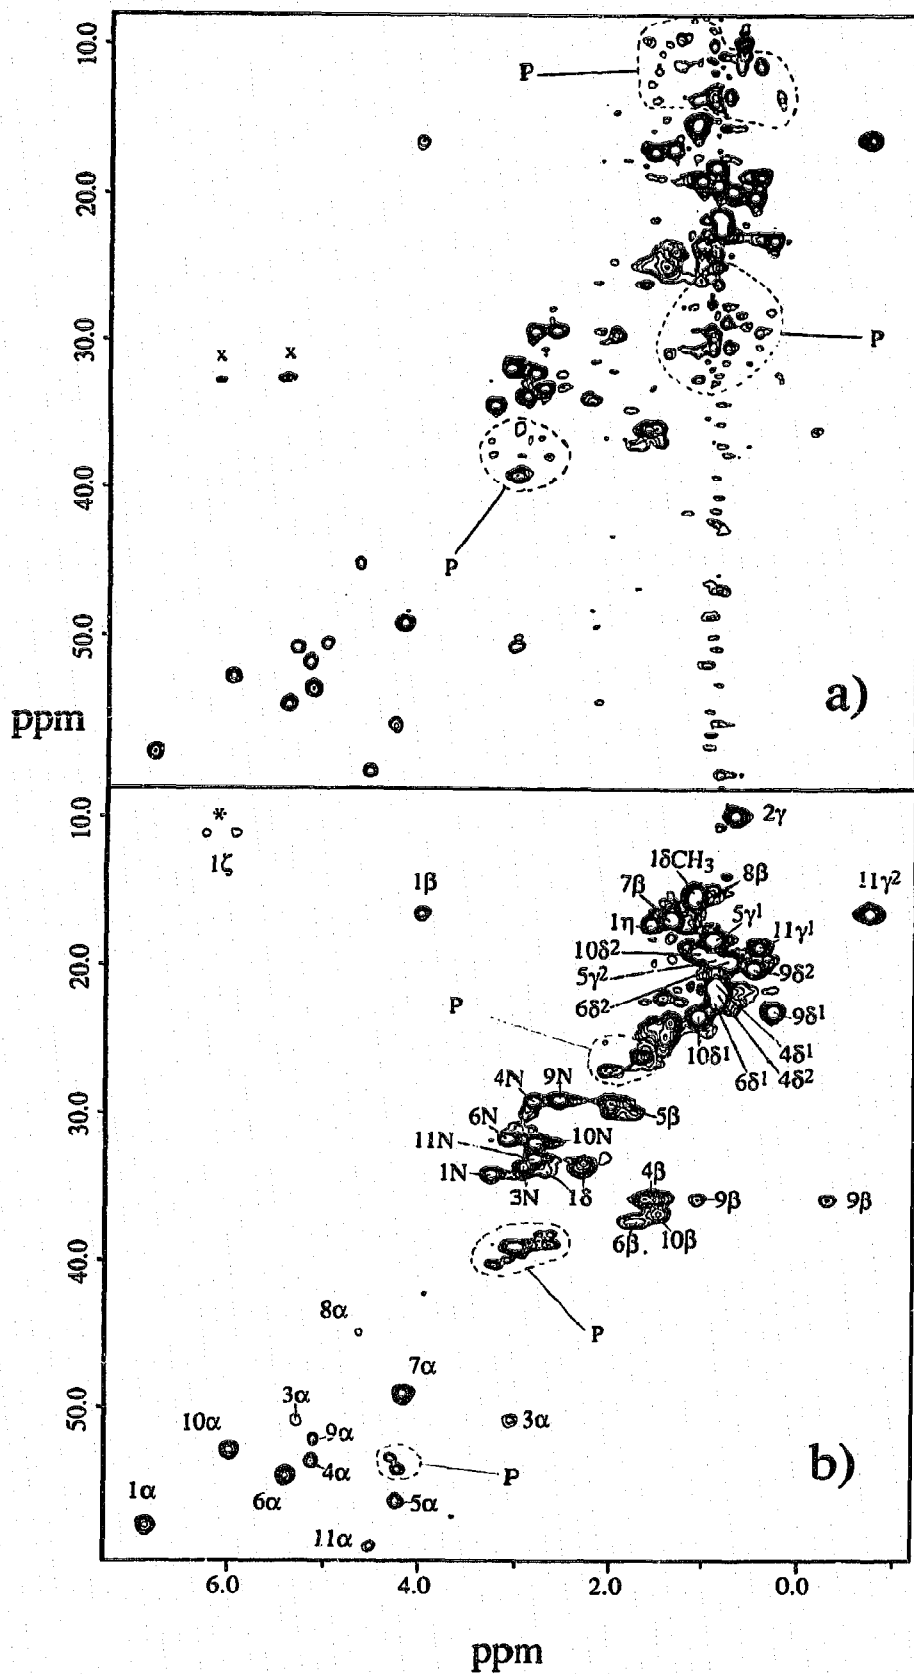 10.0
P
20.0
30.0
x x
P
40.0
P
50.0
a)
ppm
10.0
*
1ζ
2γ
1δCH₃
1β
7β
8β
11γ²
1η
5γ¹
11γ¹
10δ²
20.0
5γ²
9δ²
6δ²
P
9δ¹
10δ¹
4δ¹
6δ¹
4δ²
4N 9N
30.0
6N
5β
11N
10N
1N
3N
1δ
4β
9β
9β
6β
10β
40.0
P
8α
7α
50.0
3α
3α
10α
9α
b)
4α
P
6α
1α
5α
11α
6.0 4.0 2.0 0.0
ppm